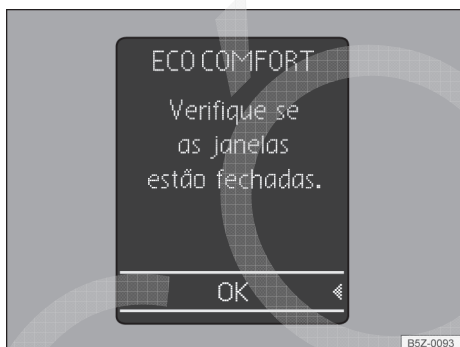 ECO COMFORT
Verifique se
as janelas
estão fechadas.
OK
B5Z-0093